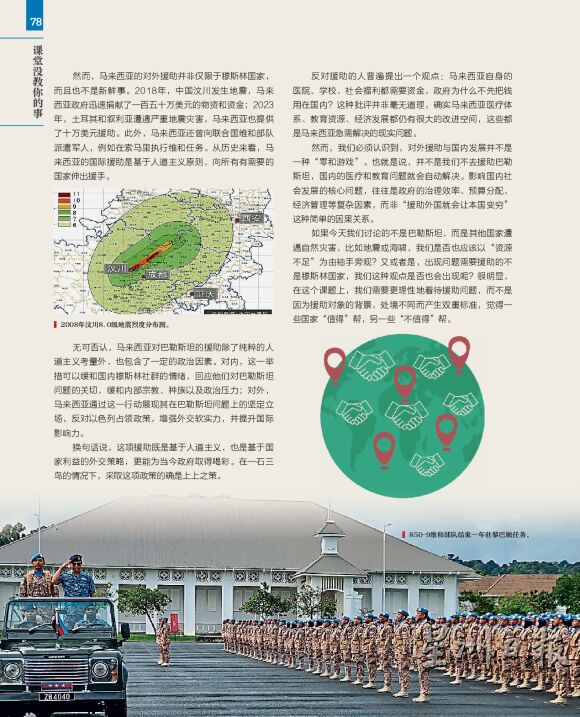 78
课堂没教你的事
然而，马来西亚的对外援助并非仅限于穆斯林国家，
而且也不是新鲜事。2018年，中国汶川发生地震，马来
西亚政府迅速捐献了一百五十万美元的物资和资金；2023
年，土耳其和叙利亚遭遇严重地震灾害，马来西亚也提供
了十万美元援助。此外，马来西亚还曾向联合国维和部队
派遣军人，例如在索马里执行维和任务。从历史来看，马
来西亚的国际援助是基于人道主义原则，向所有有需要的
国家伸出援手。
11
10
9
8
7
6
西安
汶川
成都
重庆
2008年汶川8.0级地震烈度分布图。
无可否认，马来西亚对巴勒斯坦的援助除了纯粹的人
道主义考量外，也包含了一定的政治因素。对内，这一举
措可以缓和国内穆斯林社群的情绪，回应他们对巴勒斯坦
问题的关切，缓和内部宗教、种族以及政治压力；对外，
马来西亚通过这一行动展现其在巴勒斯坦问题上的坚定立
场，反对以色列占领政策，增强外交软实力，并提升国际
影响力。
换句话说，这项援助既是基于人道主义，也是基于国
家利益的外交策略，更能为当今政府取得喝彩。在一石三
鸟的情况下，采取这项政策的确是上上之策。
反对援助的人普遍提出一个观点：马来西亚自身的
医院、学校、社会福利都需要资金，政府为什么不先把钱
用在国内？这种批评并非毫无道理，确实马来西亚医疗体
系、教育资源、经济发展都仍有很大的改进空间，这些都
是马来西亚急需解决的现实问题。
然而，我们必须认识到，对外援助与国内发展并不是
一种“零和游戏”。也就是说，并不是我们不去援助巴勒
斯坦，国内的医疗和教育问题就会自动解决。影响国内社
会发展的核心问题，往往是政府的治理效率、预算分配、
经济管理等复杂因素，而非“援助外国就会让本国变穷”
这种简单的因果关系。
如果今天我们讨论的不是巴勒斯坦，而是其他国家遭
遇自然灾害，比如地震或海啸，我们是否也应该以“资源
不足”为由袖手旁观？又或者是，出现问题需要援助的不
是穆斯林国家，我们这种观点是否也会出现呢？很明显，
在这个课题上，我们需要更理性地看待援助问题，而不是
因为援助对象的背景、处境不同而产生双重标准，觉得一
些国家“值得”帮，另一些“不值得”帮。
850-9维和部队结束一年驻黎巴嫩任务。
ZB 4040
星洲日报